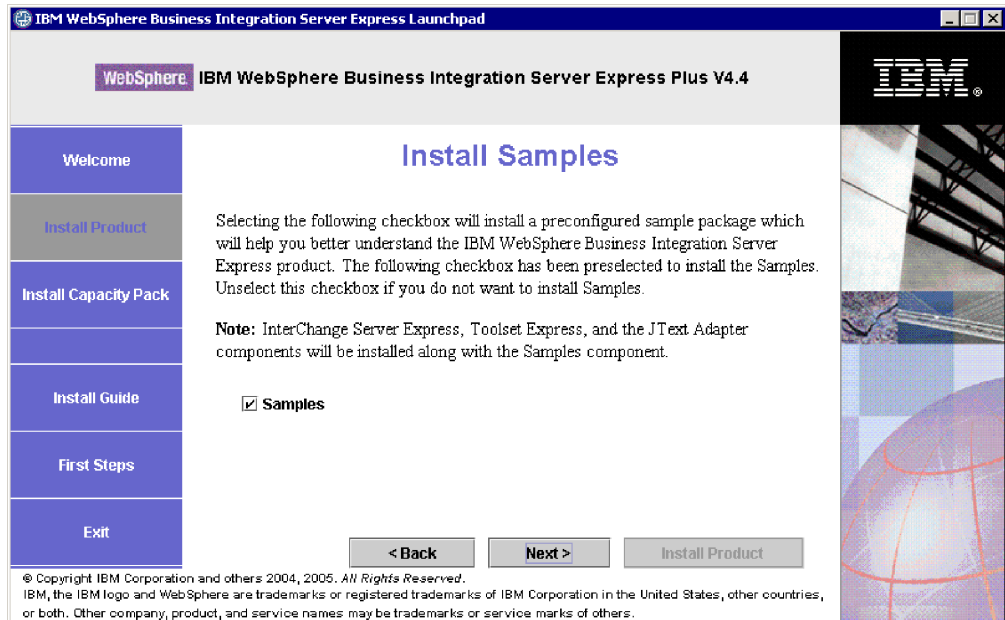 IBM WebSphere Business Integration Server Express Launchpad
WebSphere. IBM WebSphere Business Integration Server Express Plus V4.4
IBM®
Welcome
Install Product
Install Capacity Pack
Install Guide
First Steps
Exit
Install Samples
Selecting the following checkbox will install a preconfigured sample package which
will help you better understand the IBM WebSphere Business Integration Server
Express product. The following checkbox has been preselected to install the Samples.
Unselect this checkbox if you do not want to install Samples.
Note: InterChange Server Express, Toolset Express, and the JText Adapter
components will be installed along with the Samples component.
Samples
< Back
Next >
Install Product
© Copyright IBM Corporation and others 2004, 2005. All Rights Reserved.
IBM, the IBM logo and WebSphere are trademarks or registered trademarks of IBM Corporation in the United States, other countries,
or both. Other company, product, and service names may be trademarks or service marks of others.